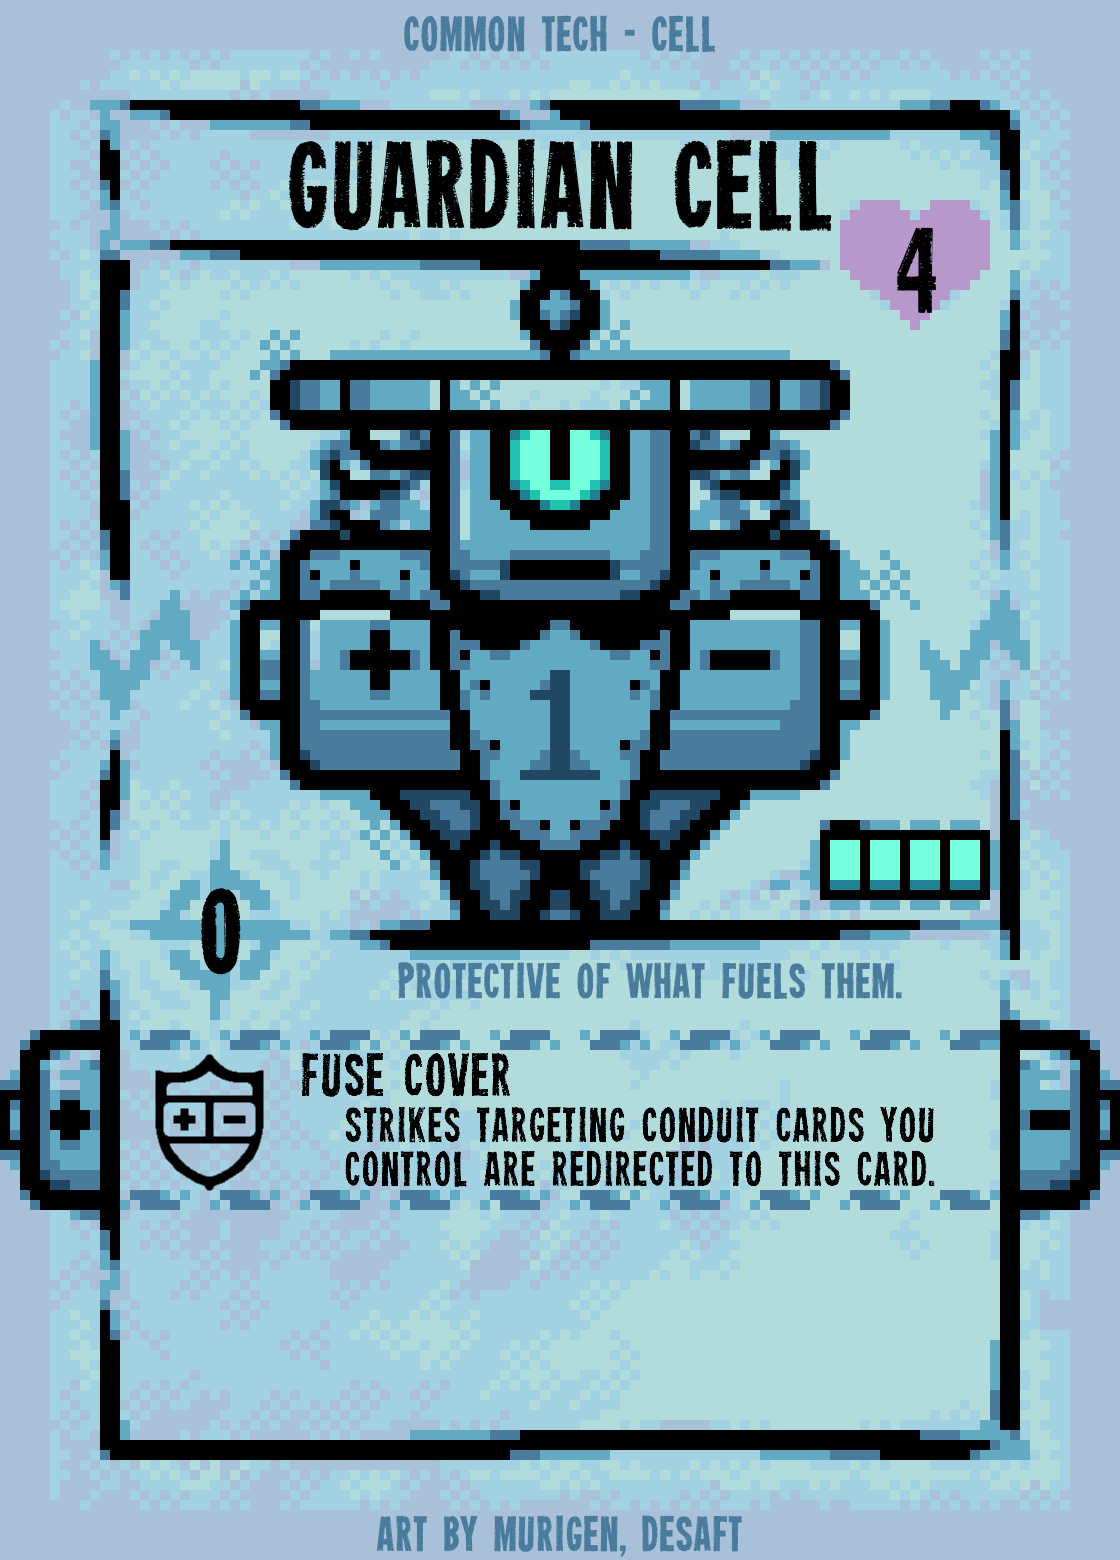 COMMON TECH - CELL
GUARDIAN CELL
4
1
0
PROTECTIVE OF WHAT FUELS THEM.
FUSE COVER
STRIKES TARGETING CONDUIT CARDS YOU
CONTROL ARE REDIRECTED TO THIS CARD.
ART BY MURIGEN, DESAFT